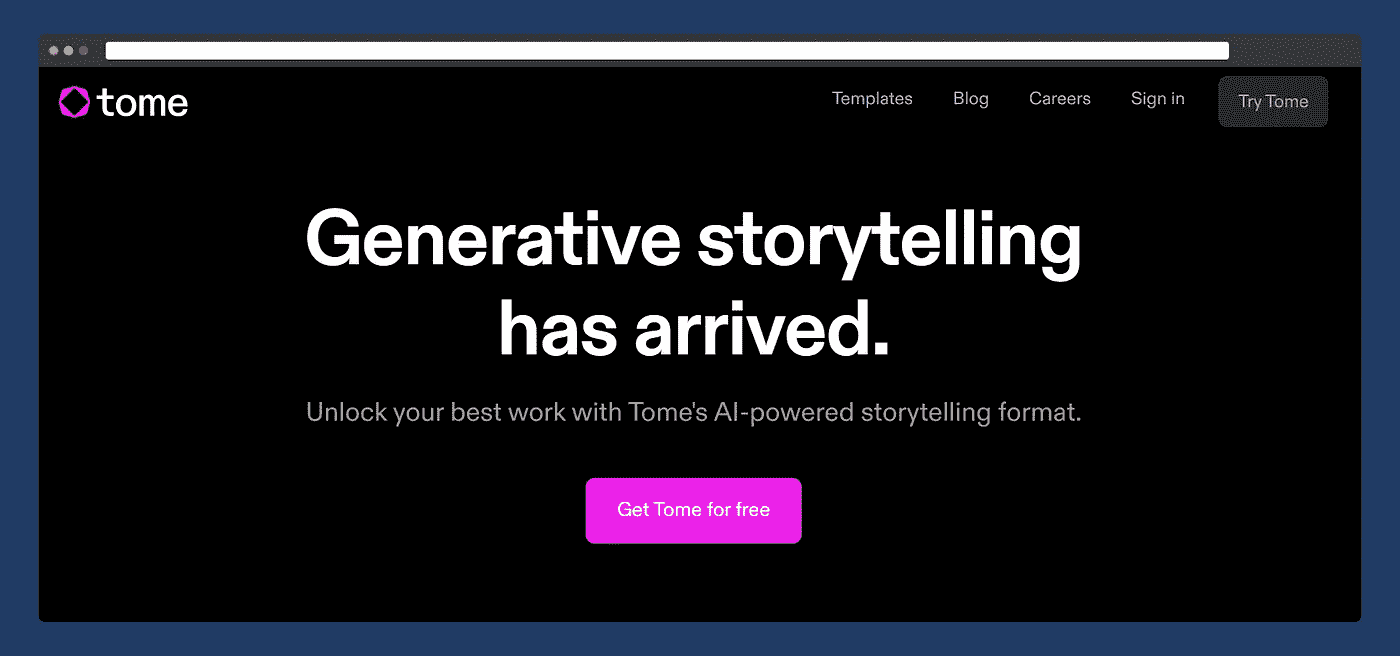 tome
Templates Blog Careers Sign in Try Tome
Generative storytelling
has arrived.
Unlock your best work with Tome's AI-powered storytelling format.
Get Tome for free